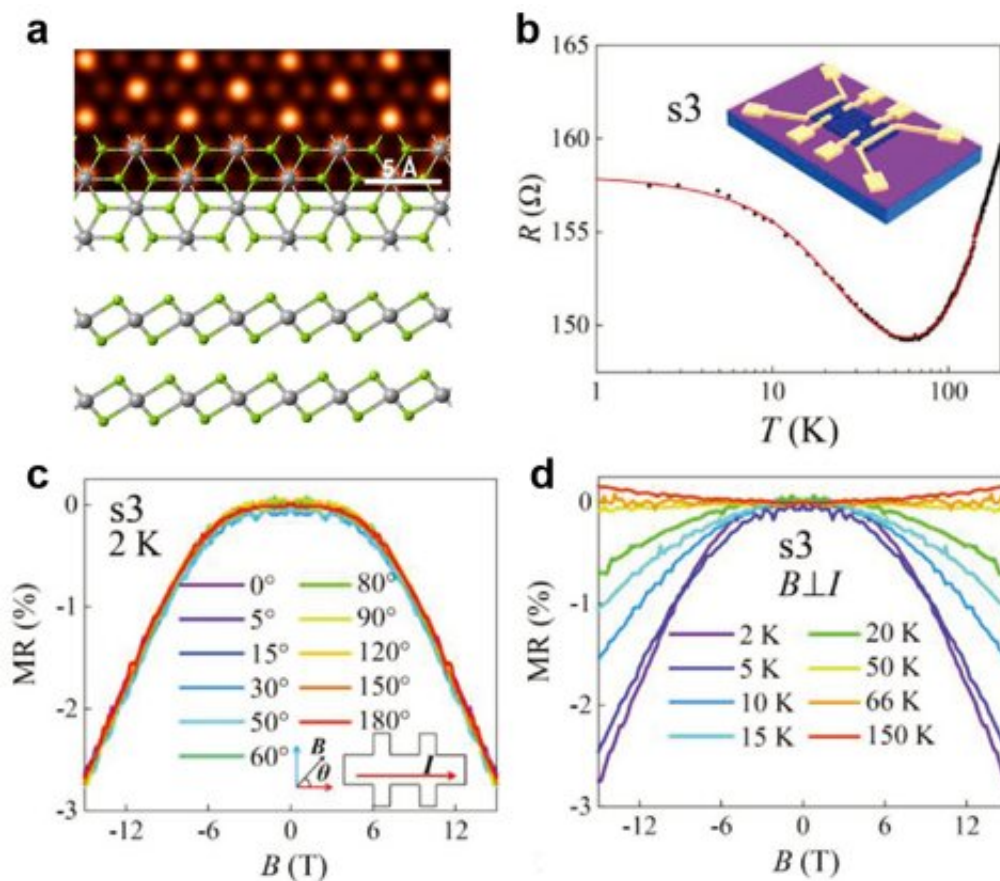 a
5 Å
b
165
160
155
150
R (Ω)
s3
1
10
100
T (K)
c
s3
2 K
0
-1
-2
-3
MR (%)
0° 80°
5° 90°
15° 120°
30° 150°
50° 180°
60°
B
θ
I
-12 -6 0 6 12
B (T)
d
0
-1
-2
-3
MR (%)
s3
B⊥I
2 K 20 K
5 K 50 K
10 K 66 K
15 K 150 K
-12 -6 0 6 12
B (T)